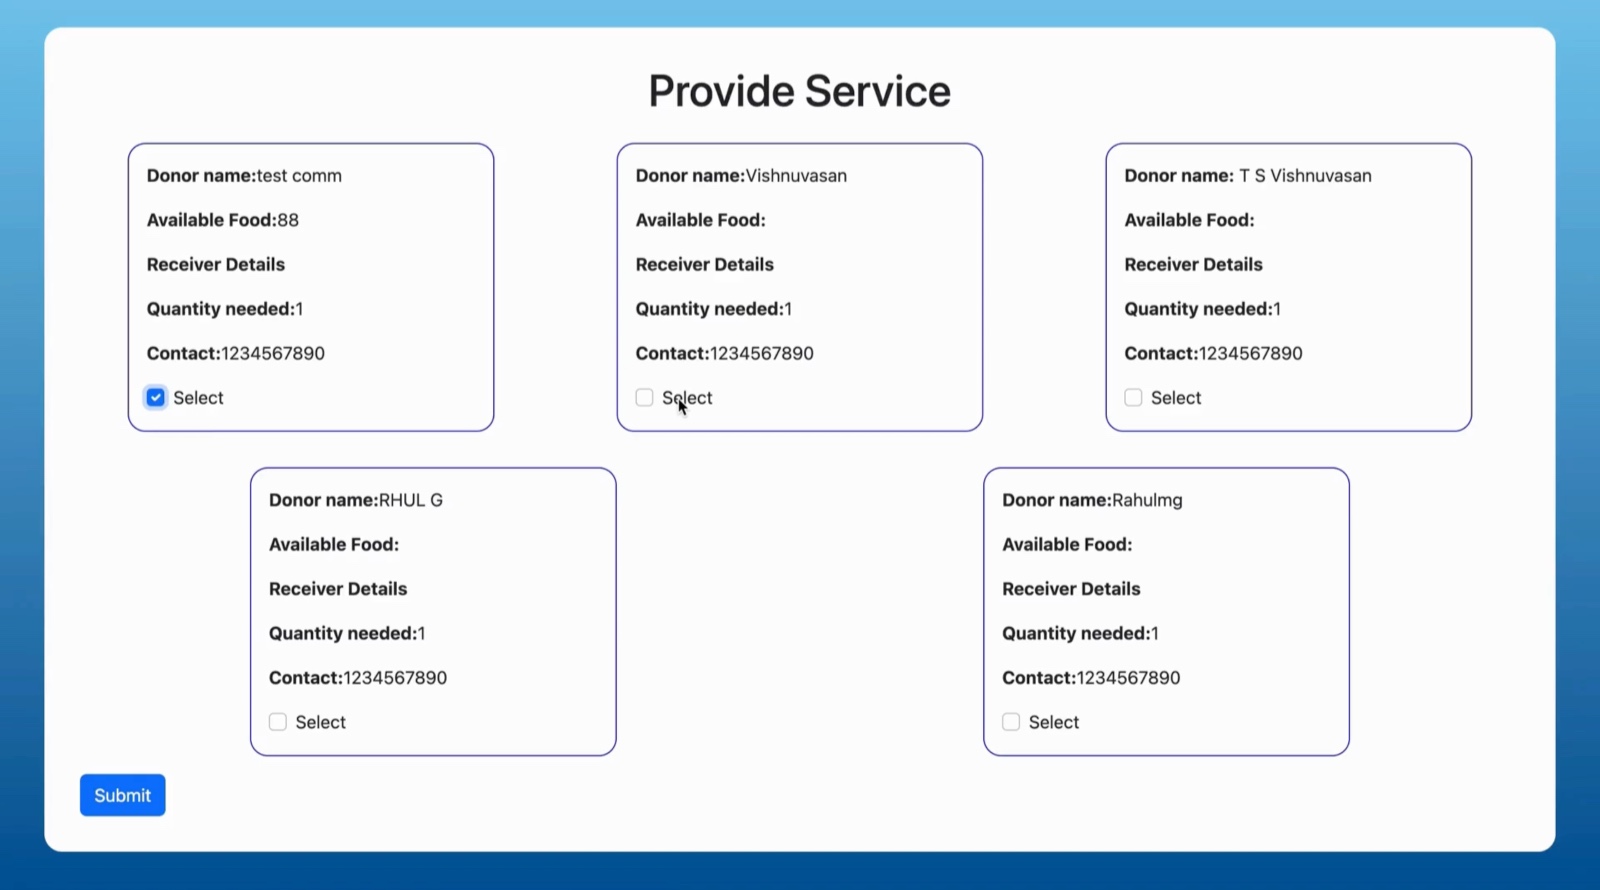 Provide Service
Donor name:test comm
Available Food:88
Receiver Details
Quantity needed:1
Contact:1234567890
Select
Donor name:Vishnuvasan
Available Food:
Receiver Details
Quantity needed:1
Contact:1234567890
Select
Donor name: T S Vishnuvasan
Available Food:
Receiver Details
Quantity needed:1
Contact:1234567890
Select
Donor name:RHUL G
Available Food:
Receiver Details
Quantity needed:1
Contact:1234567890
Select
Donor name:Rahulmg
Available Food:
Receiver Details
Quantity needed:1
Contact:1234567890
Select
Submit